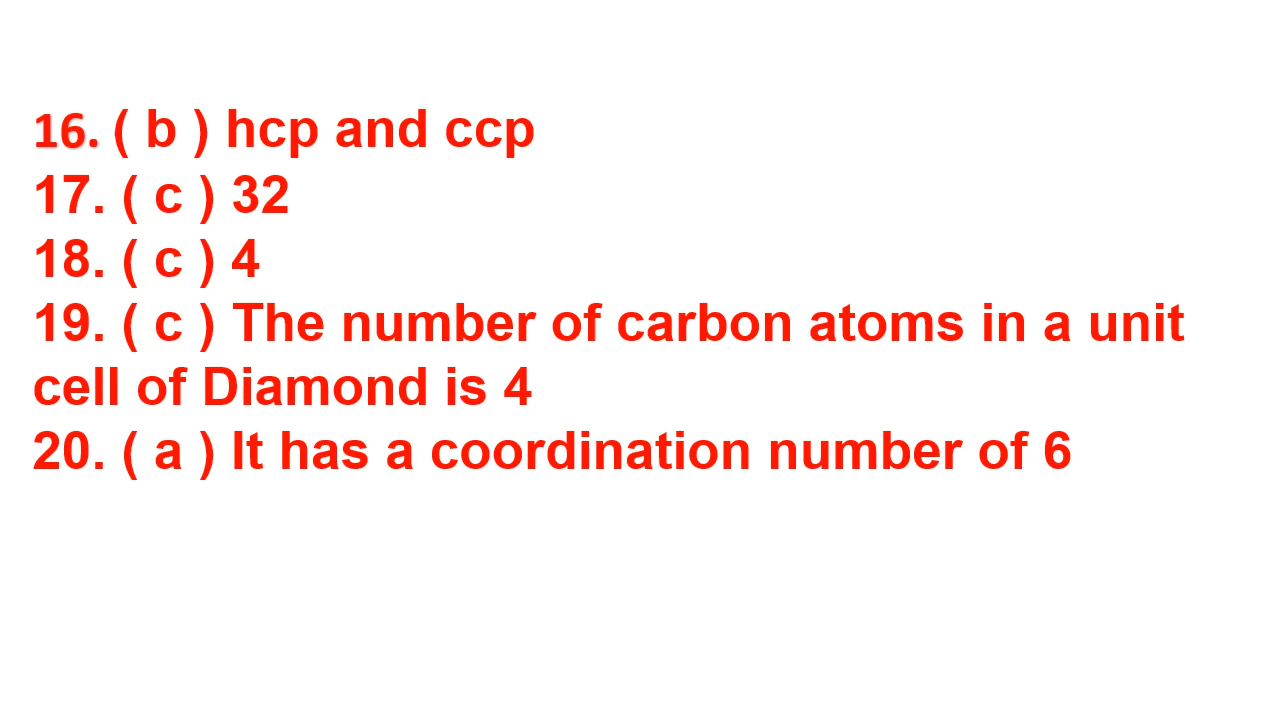 16. ( b ) hcp and ccp
17. ( c ) 32
18. ( c ) 4
19. ( c ) The number of carbon atoms in a unit
cell of Diamond is 4
20. ( a ) It has a coordination number of 6